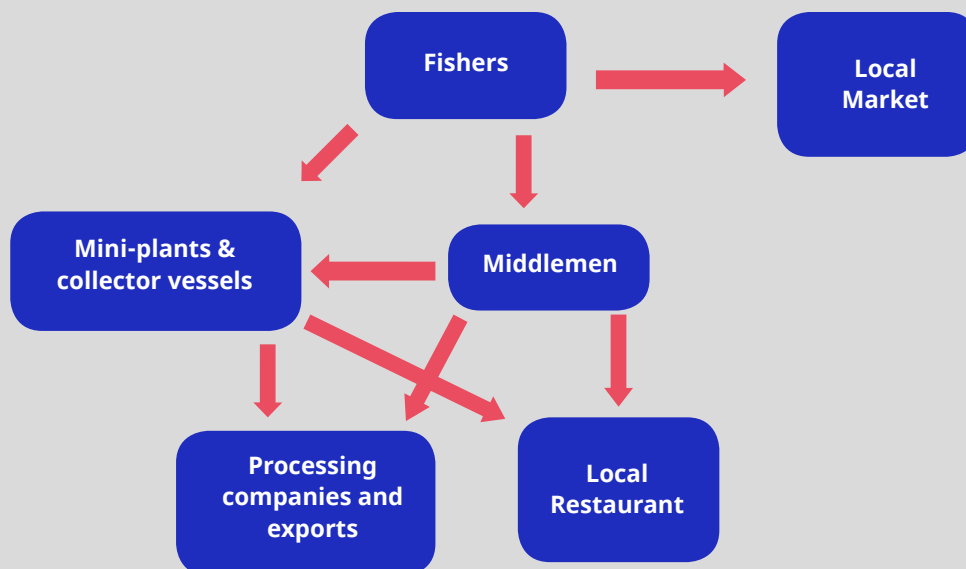 Fishers
Local
Market
Mini-plants &
collector vessels
Middlemen
Processing
companies and
exports
Local
Restaurant